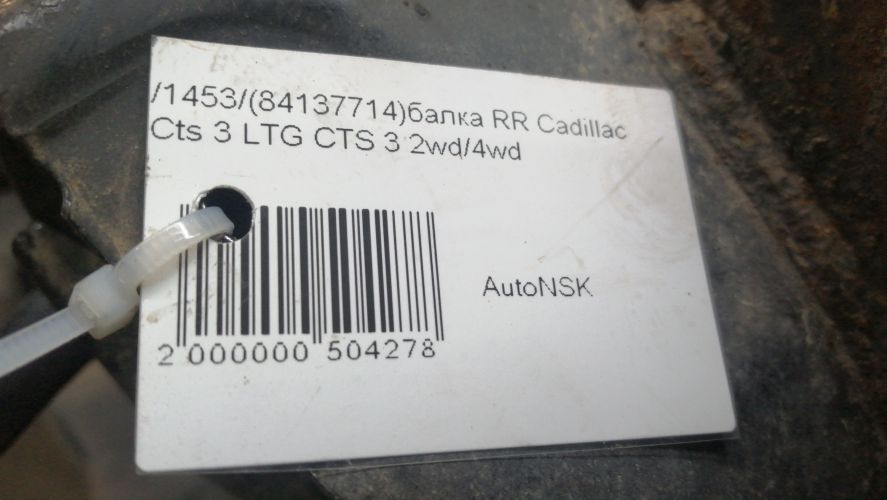 /1453/(84137714)балка RR Cadillac
Cts 3 LTG CTS 3 2wd/4wd
AutoNSK
2 000000 504278